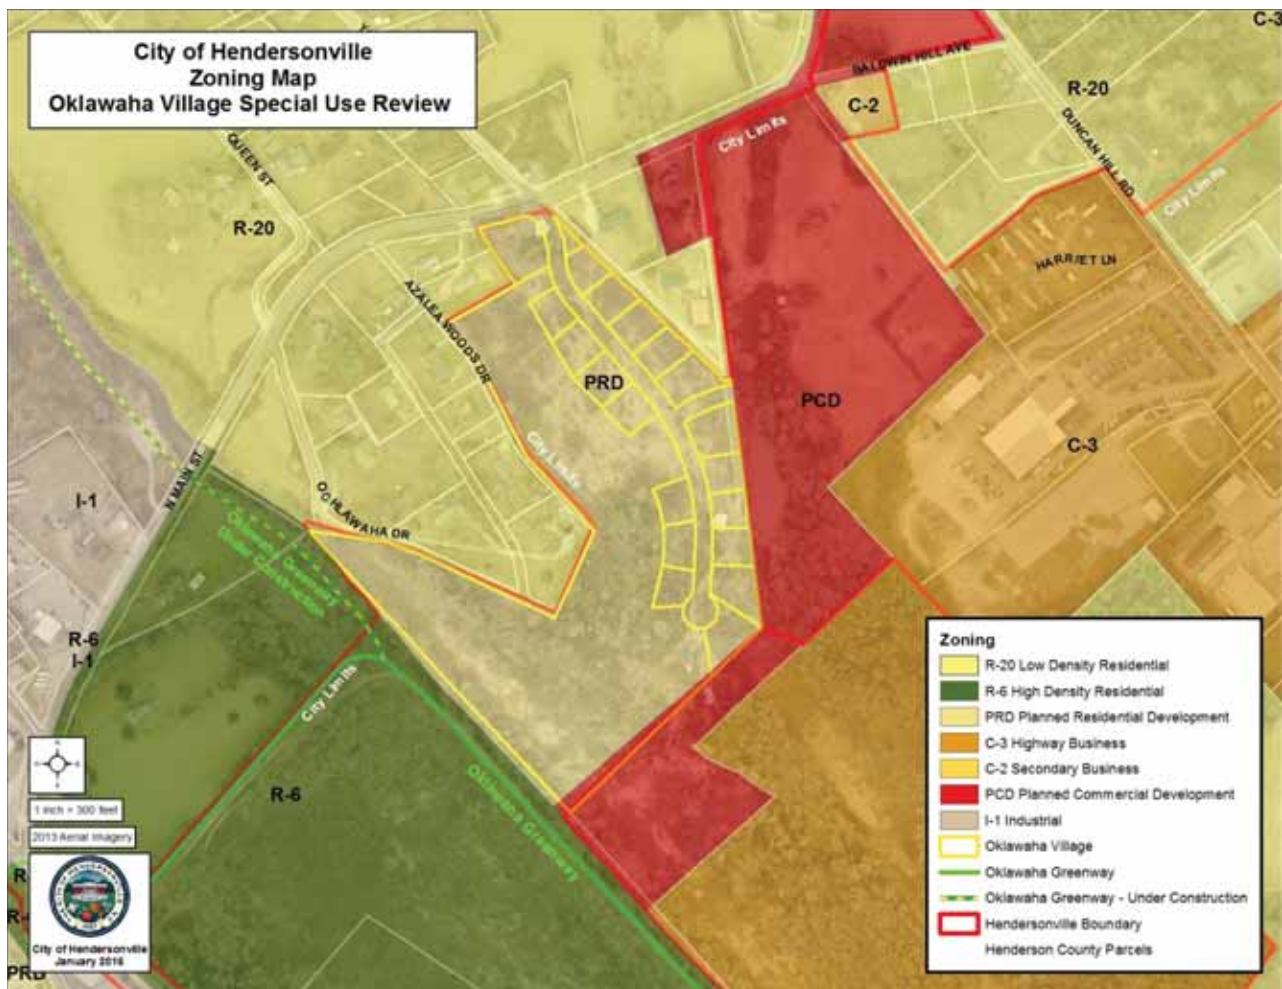 City of Hendersonville
Zoning Map
Oklawaha Village Special Use Review
C-3
BALDWIN HILL AVE
R-20
C-2
City Limits
DUNCAN HILL RD
QUEEN ST
City Limits
R-20
HARRIET LN
AZALEA WOODS DR
PRD
PCD
C-3
City Limits
N MAIN ST
I-1
OCHLAWAHA DR
Oklawaha Greenway
Under Construction
R-6
I-1
City Limits
R-6
Oklawaha Greenway
Zoning
R-20 Low Density Residential
R-6 High Density Residential
PRD Planned Residential Development
C-3 Highway Business
C-2 Secondary Business
PCD Planned Commercial Development
I-1 Industrial
Oklawaha Village
Oklawaha Greenway
Oklawaha Greenway - Under Construction
Hendersonville Boundary
Henderson County Parcels
1 inch = 300 feet
2013 Aerial Imagery
City of Hendersonville
January 2016
PRD